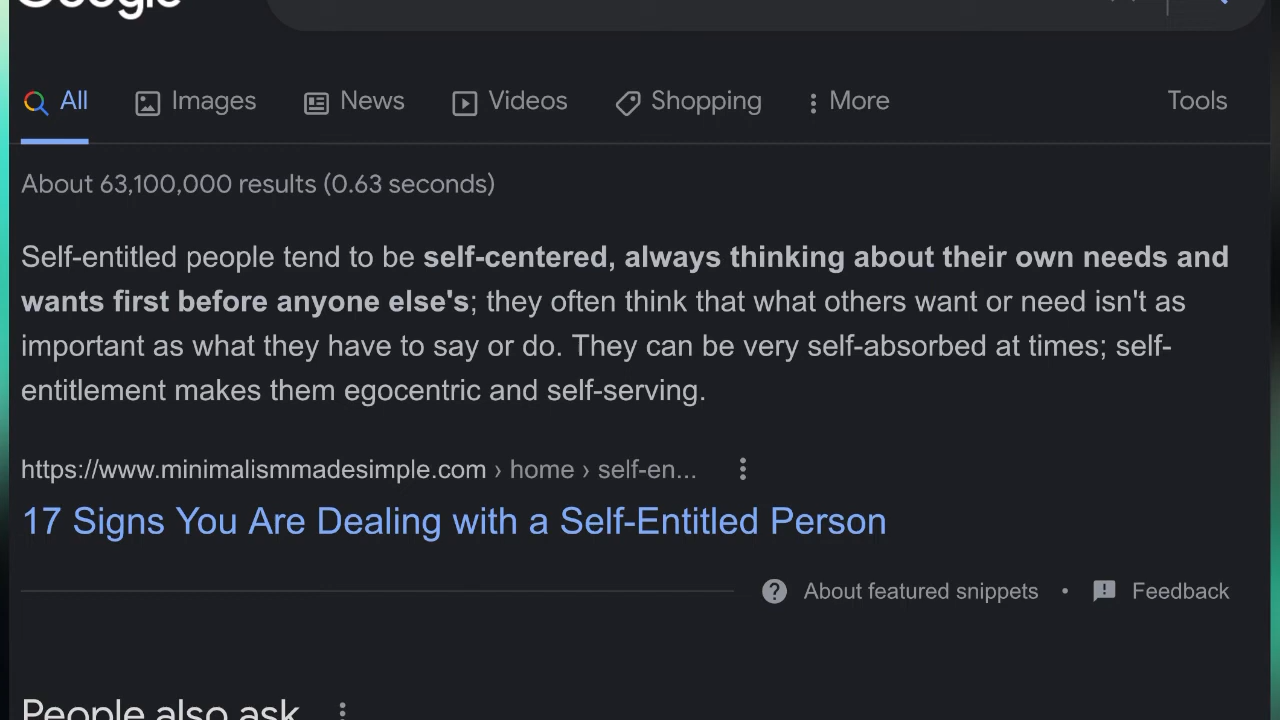 Google
All Images News Videos Shopping More Tools
About 63,100,000 results (0.63 seconds)
Self-entitled people tend to be self-centered, always thinking about their own needs and
wants first before anyone else's; they often think that what others want or need isn't as
important as what they have to say or do. They can be very self-absorbed at times; self-
entitlement makes them egocentric and self-serving.
https://www.minimalismmadesimple.com › home › self-en...
17 Signs You Are Dealing with a Self-Entitled Person
About featured snippets • Feedback
People also ask